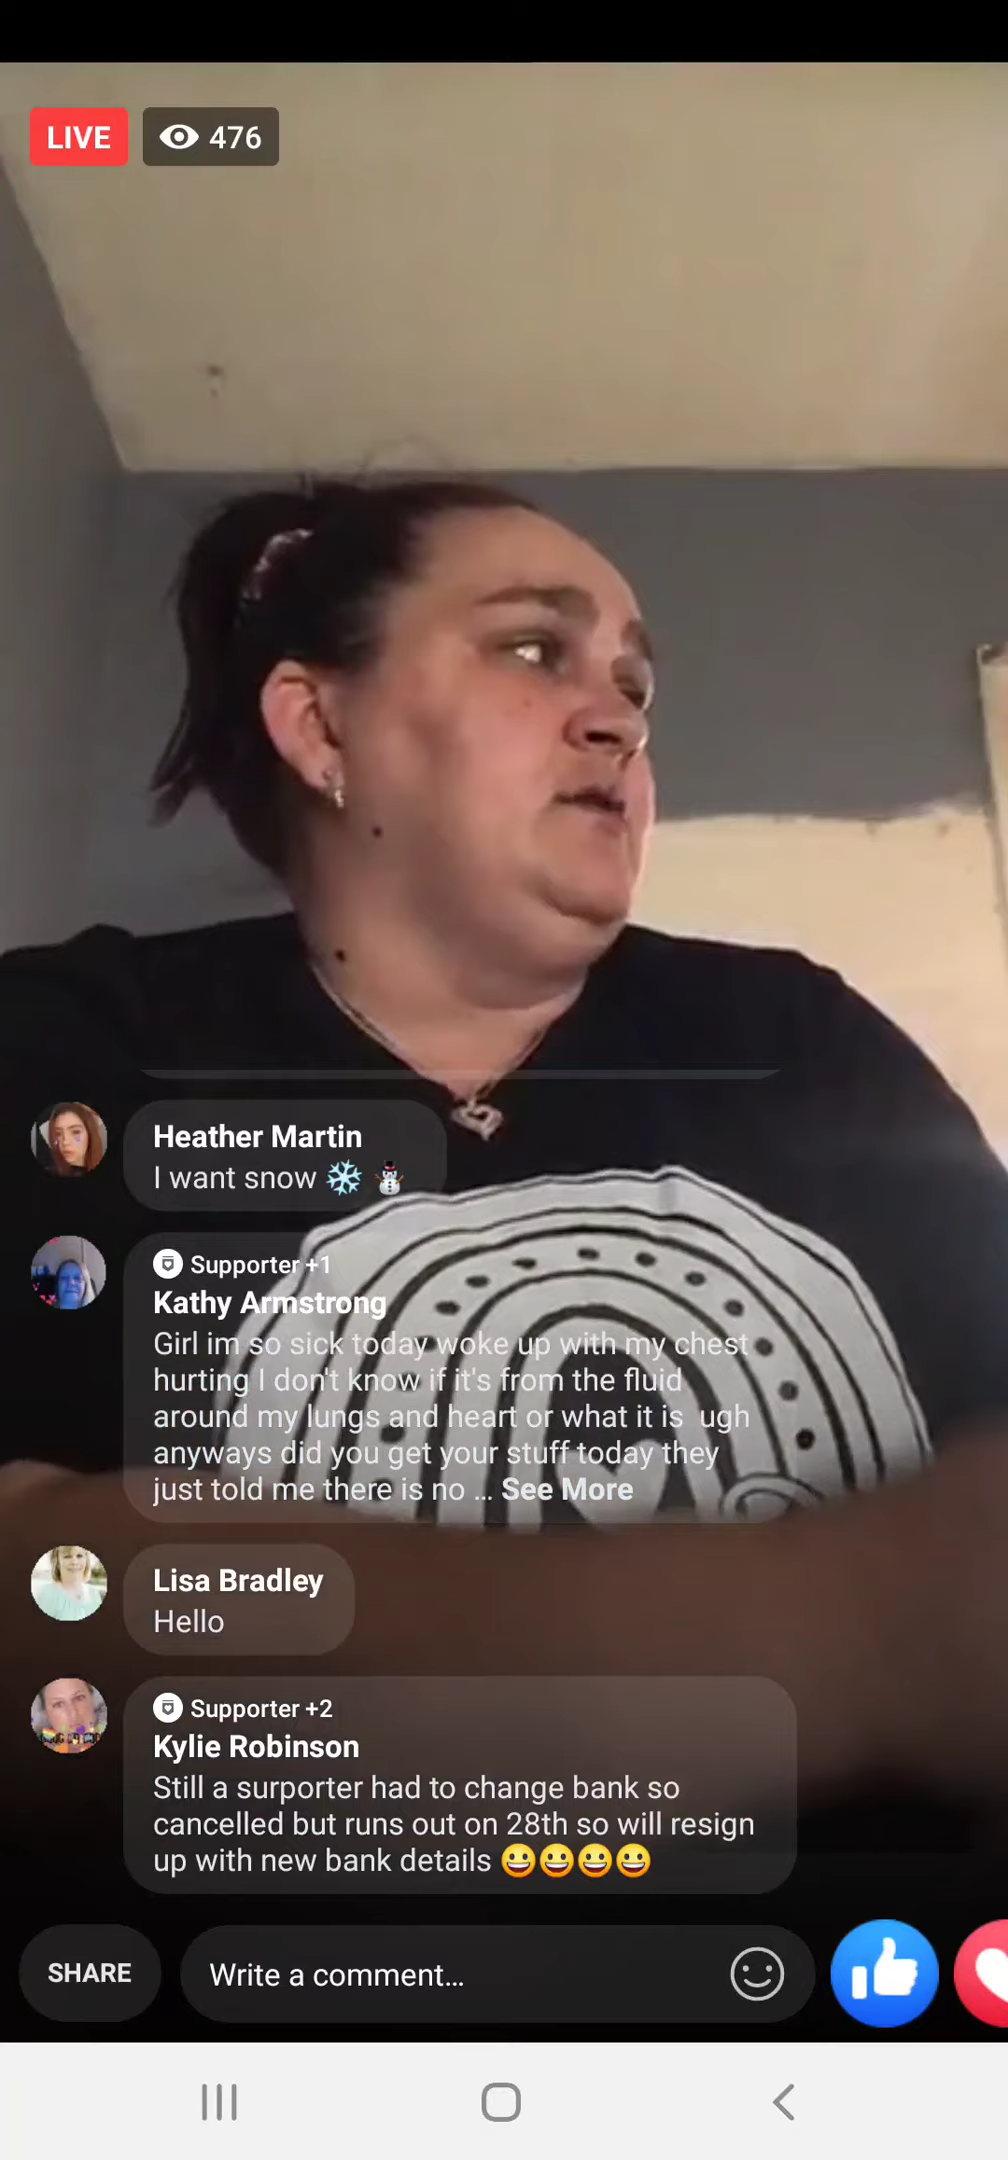 LIVE 476
Heather Martin
I want snow ❄️ ⛄
Supporter +1
Kathy Armstrong
Girl im so sick today woke up with my chest
hurting I don't know if it's from the fluid
around my lungs and heart or what it is  ugh
anyways did you get your stuff today they
just told me there is no ... See More
Lisa Bradley
Hello
Supporter +2
Kylie Robinson
Still a surporter had to change bank so
cancelled but runs out on 28th so will resign
up with new bank details 😀😀😀😀
SHARE Write a comment...